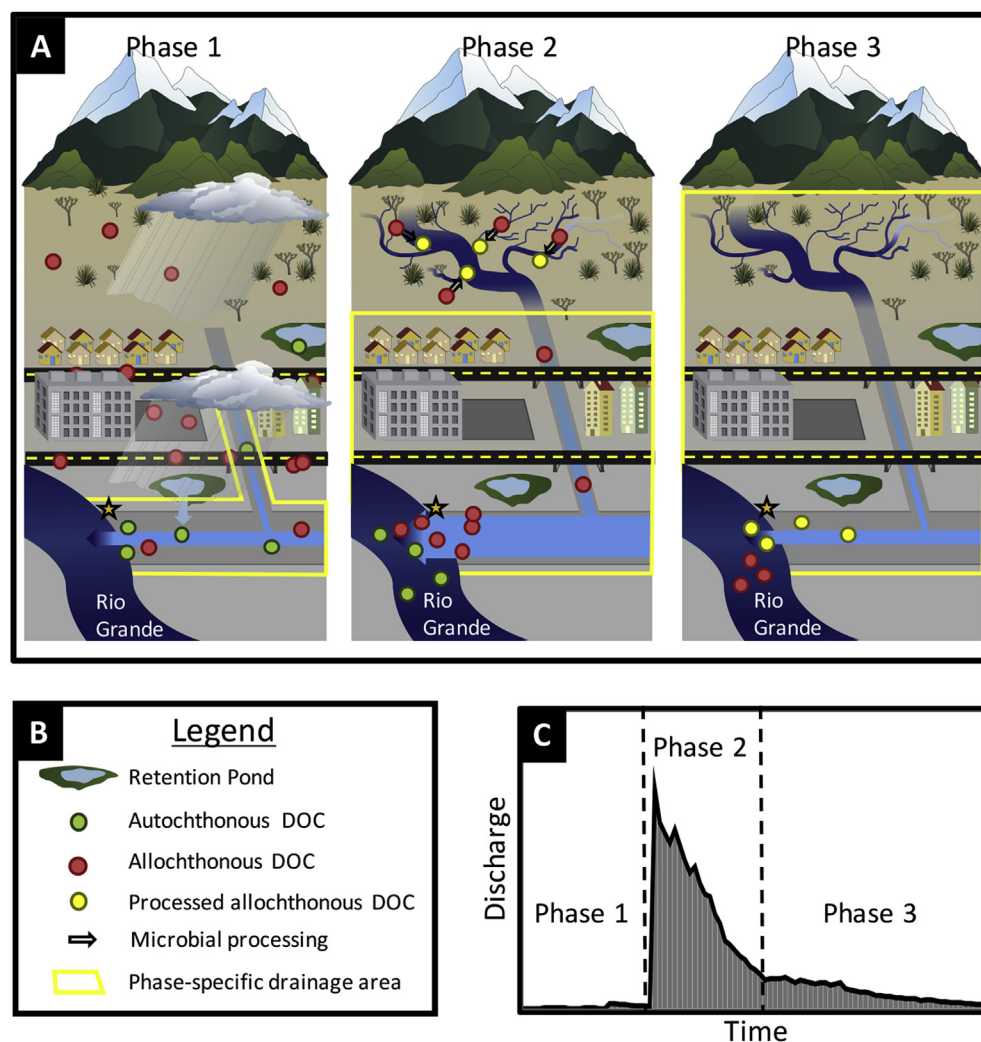 A
Phase 1
Phase 2
Phase 3
Rio
Grande
Rio
Grande
Rio
Grande
B
Legend
Retention Pond
Autochthonous DOC
Allochthonous DOC
Processed allochthonous DOC
Microbial processing
Phase-specific drainage area
C
Phase 2
Phase 1
Phase 3
Discharge
Time